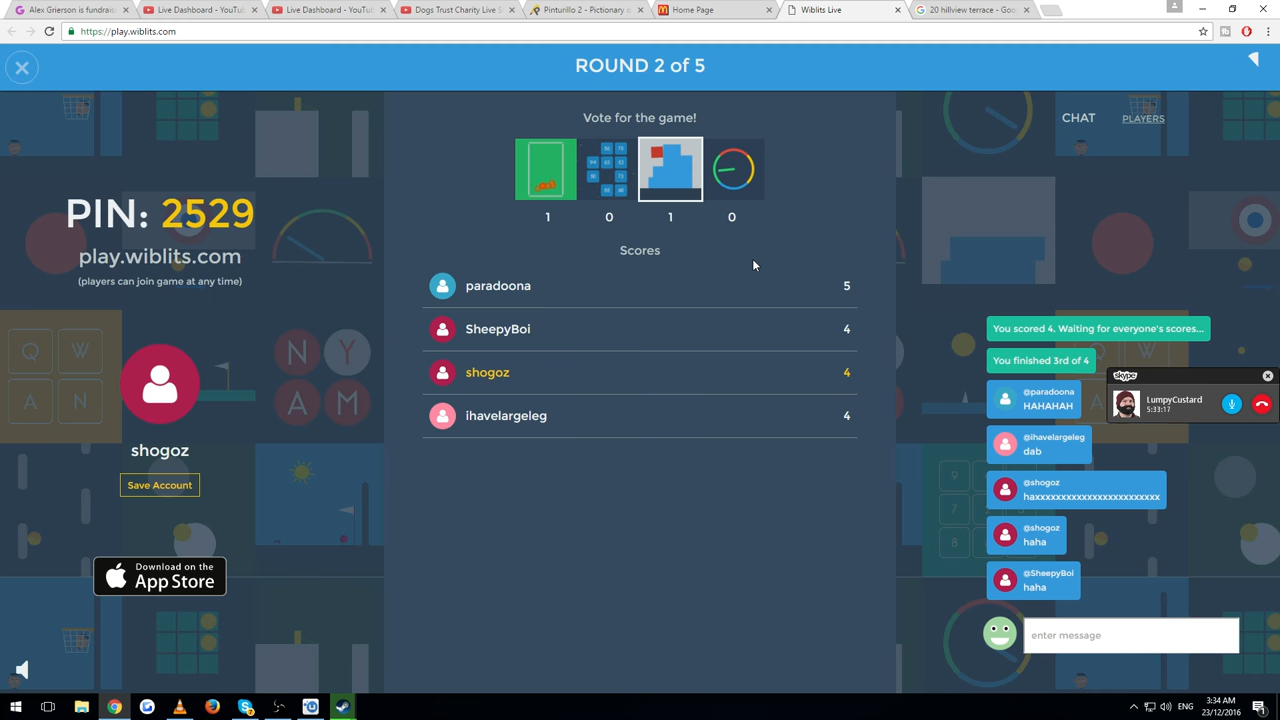 Alex Grierson is fundrais
Live Dashboard - YouTu
Live Dashboard - YouTu
Dogs Trust Charity Live S
Pinturillo 2 - Pictionary o
Home Page
Wiblits Live
20 hillview terrace - Goo
https://play.wiblits.com
ROUND 2 of 5
Vote for the game!
1
0
1
0
Scores
paradoona 5
SheepyBoi 4
shogoz 4
ihavelargeleg 4
PIN: 2529
play.wiblits.com
(players can join game at any time)
shogoz
Save Account
Download on the
App Store
CHAT PLAYERS
You scored 4. Waiting for everyone's scores...
You finished 3rd of 4
@paradoona
HAHAHAH
@ihavelargeleg
dab
@shogoz
haxxxxxxxxxxxxxxxxxxxxxxxx
@shogoz
haha
@SheepyBoi
haha
enter message
skype
LumpyCustard
5:33:17
Q W
A N
N Y
A M
9
7
8
ENG
3:34 AM
23/12/2016